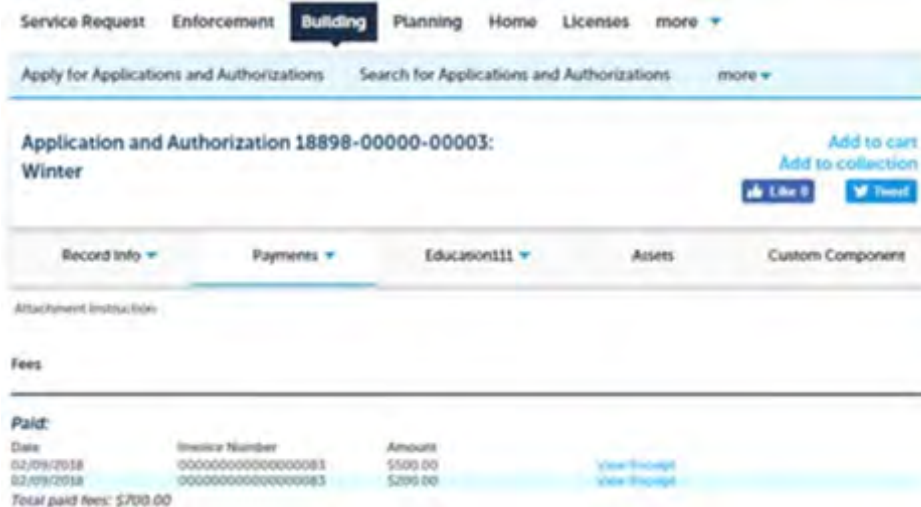 Service Request Enforcement Building Planning Home Licenses more
Apply for Applications and Authorizations Search for Applications and Authorizations more
Application and Authorization 18898-00000-00003:
Winter
Add to cart
Add to collection
Like 0 Tweet
Record Info Payments Education111 Assets Custom Component
Attachment Instruction
Fees
Paid:
Date Invoice Number Amount
02/09/2018 000000000000000083 $500.00 View Receipt
02/09/2018 000000000000000083 $200.00 View Receipt
Total paid fees: $700.00